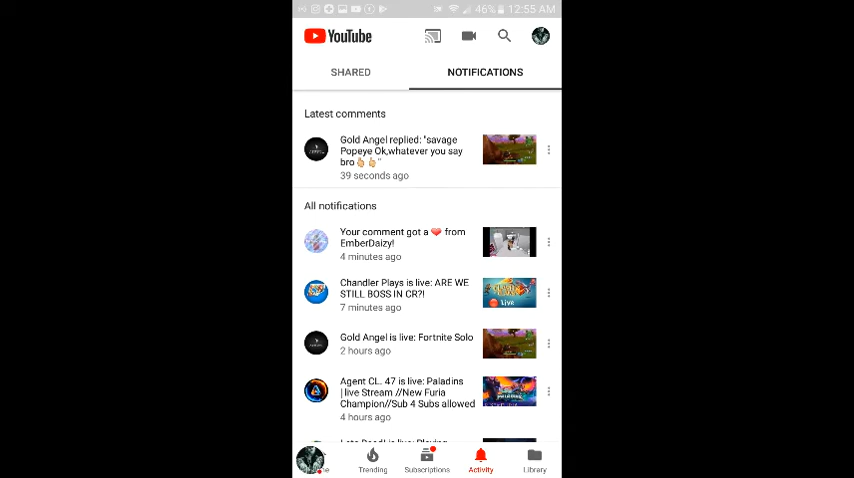 46% 12:55 AM
YouTube
SHARED NOTIFICATIONS
Latest comments
Gold Angel replied: "savage
Popeye Ok,whatever you say
bro👆🏼👆🏼"
39 seconds ago
All notifications
Your comment got a ❤️ from
EmberDaizy!
4 minutes ago
Chandler Plays is live: ARE WE
STILL BOSS IN CR?!
7 minutes ago
Live
Gold Angel is live: Fortnite Solo
2 hours ago
Agent CL. 47 is live: Paladins
|live Stream //New Furia
Champion//Sub 4 Subs allowed
4 hours ago
Trending Subscriptions Activity Library